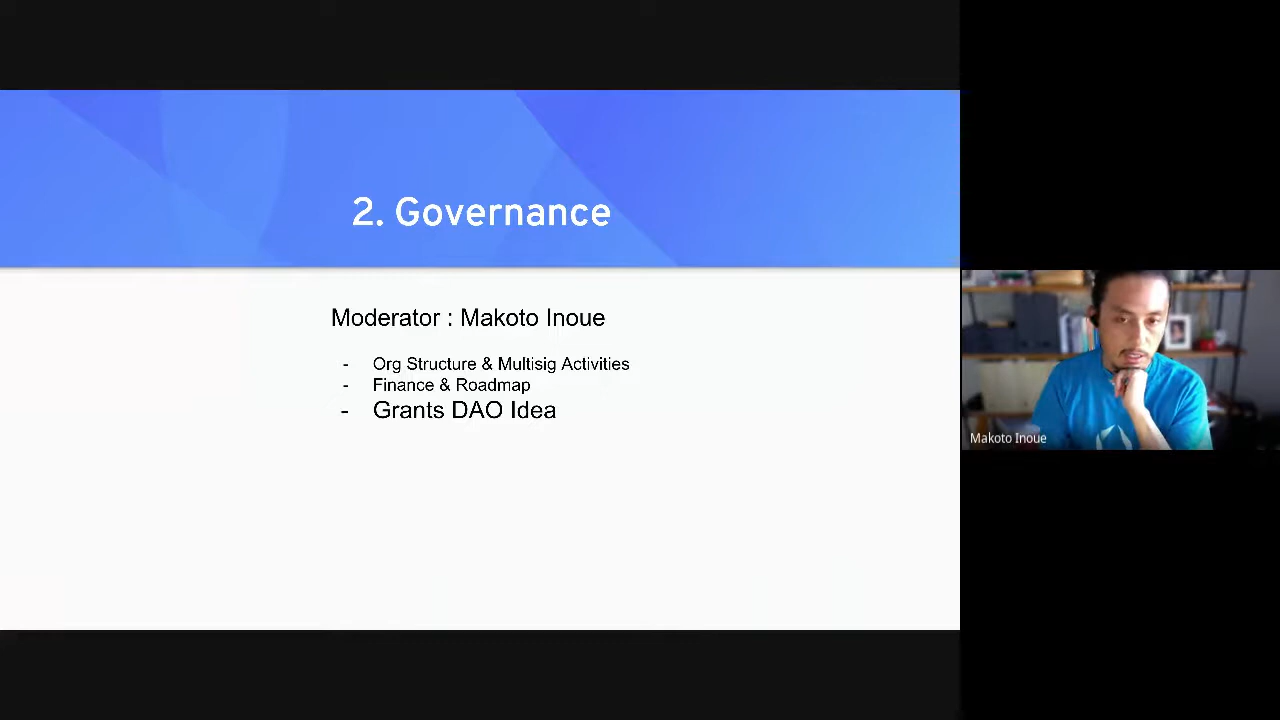 2. Governance
Moderator : Makoto Inoue
- Org Structure & Multisig Activities
- Finance & Roadmap
- Grants DAO Idea
Makoto Inoue